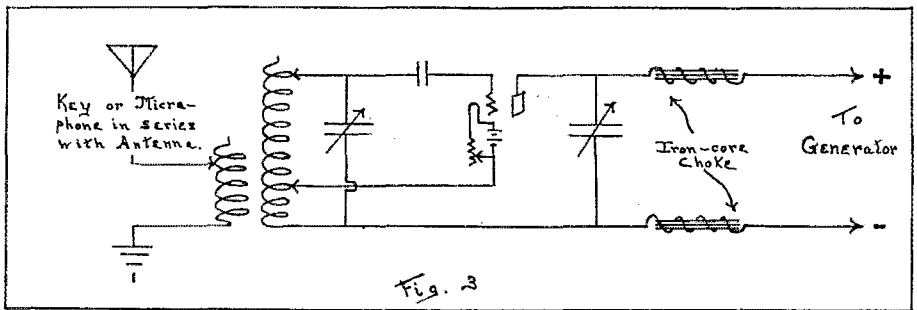 Key or Micro-
phone in series
with Antenna.
+
To
Generator
Iron-core
Choke
-
Fig. 3